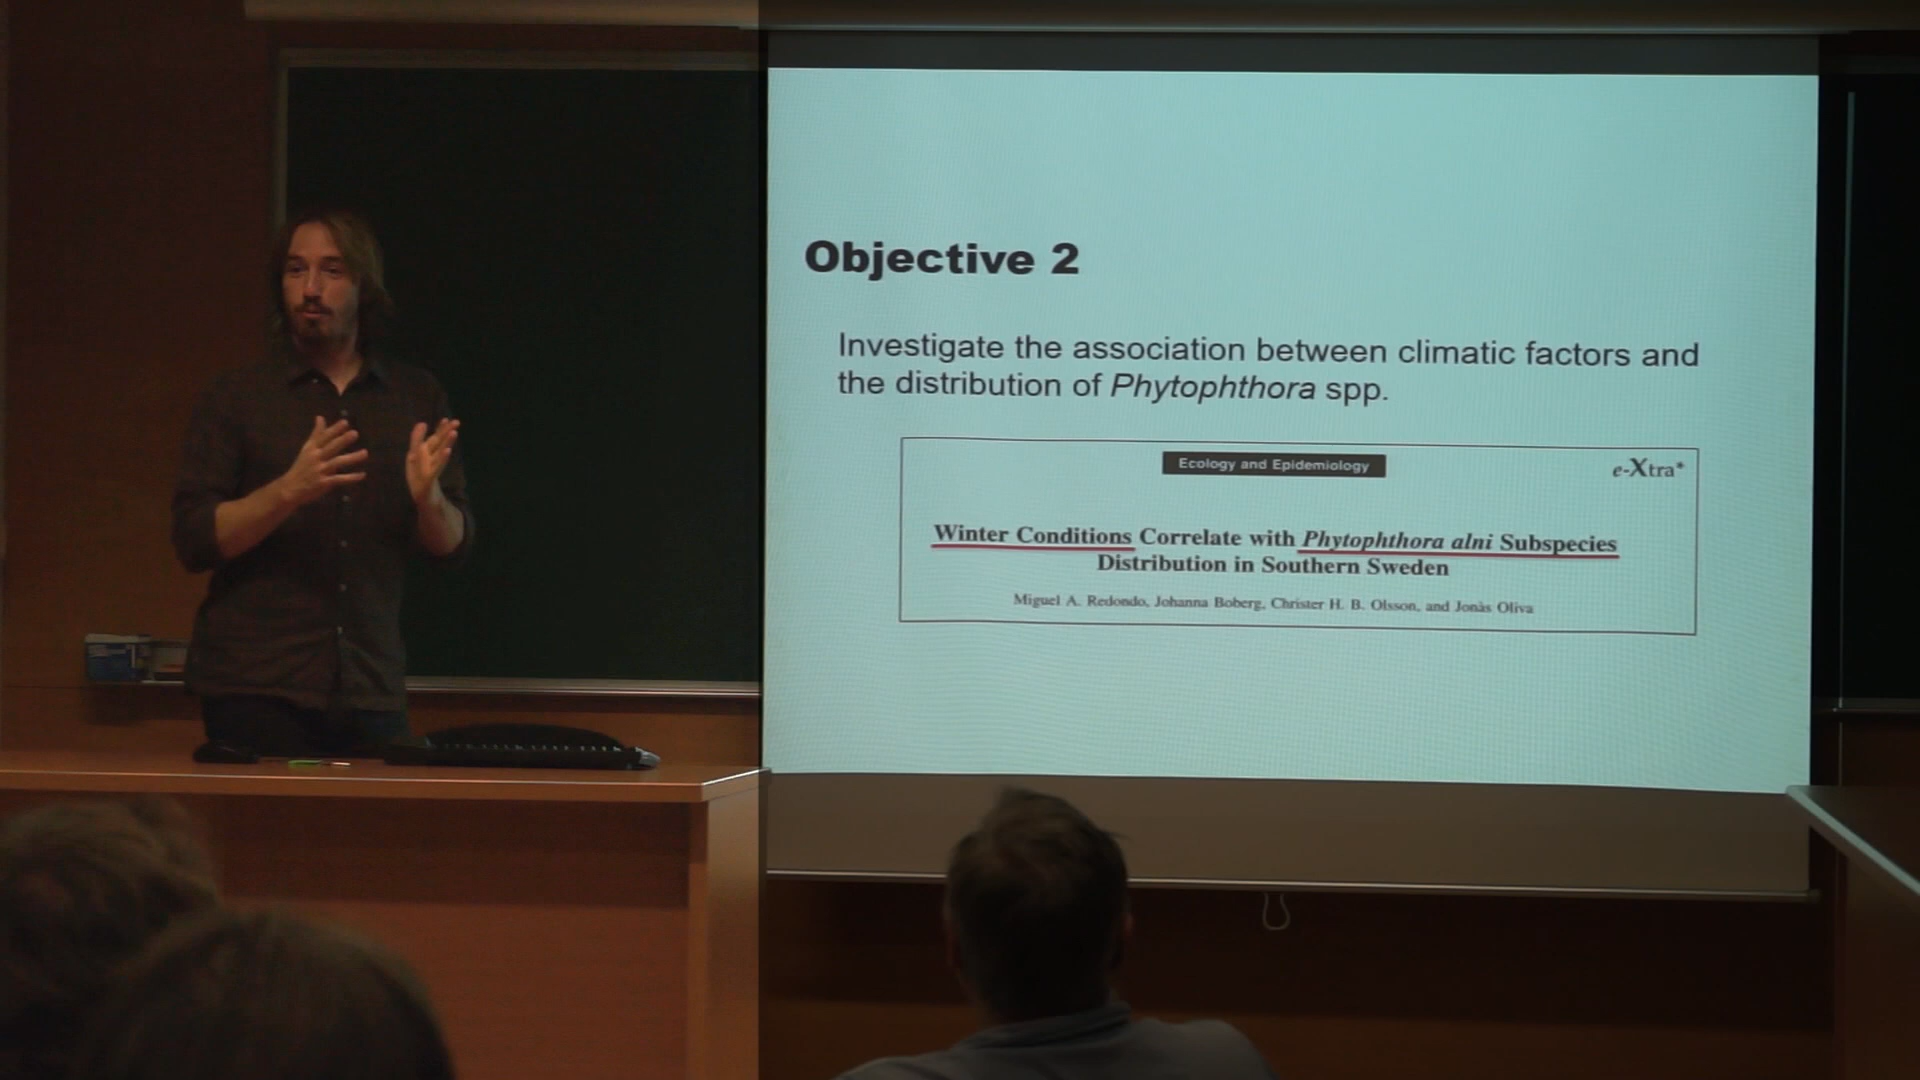 Objective 2
Investigate the association between climatic factors and
the distribution of Phytophthora spp.
Ecology and Epidemiology
e-Xtra*
Winter Conditions Correlate with Phytophthora alni Subspecies
Distribution in Southern Sweden
Miguel A. Redondo, Johanna Boberg, Christer H. B. Olsson, and Jonàs Oliva